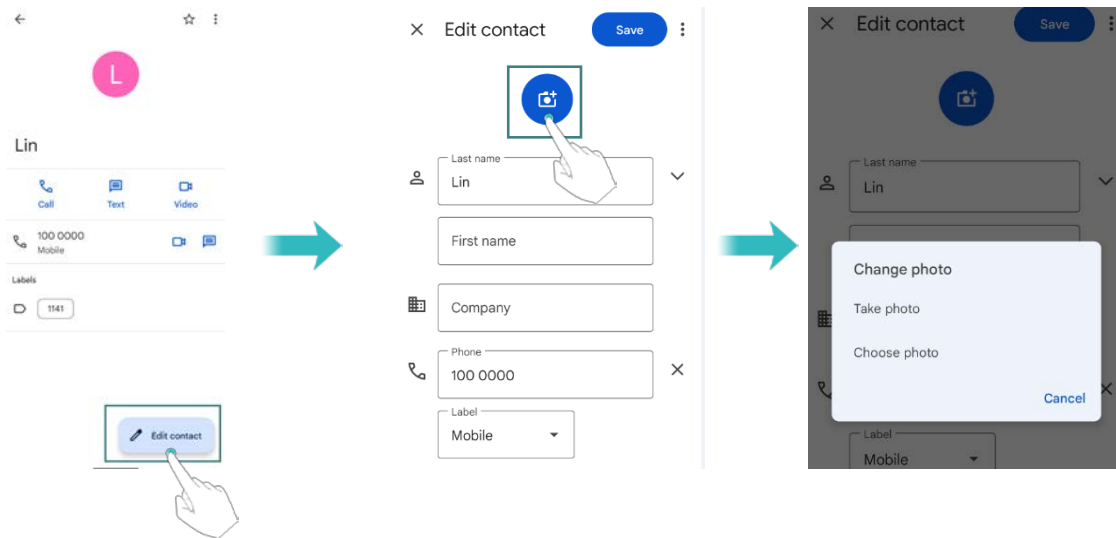 L
Lin
Call Text Video
100 0000
Mobile
Labels
1141
Edit contact
Edit contact Save
Last name
Lin
First name
Company
Phone
100 0000
Label
Mobile
Edit contact Save
Last name
Lin
Change photo
Take photo
Choose photo
Cancel
Label
Mobile